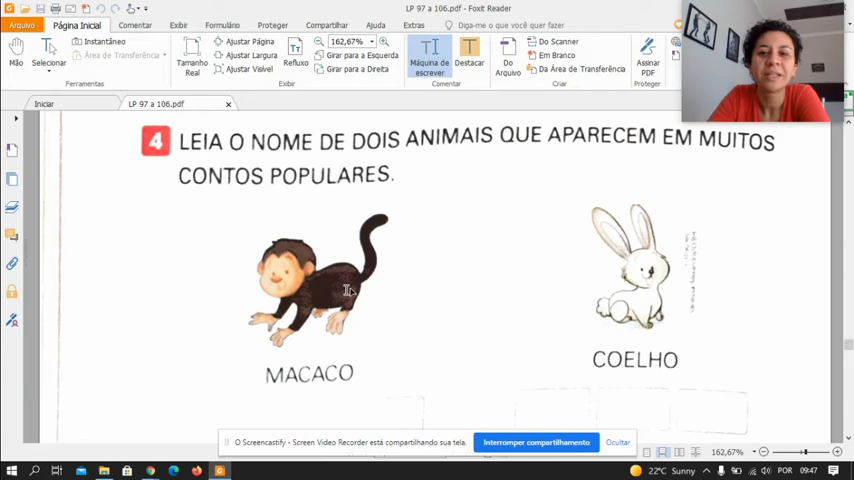 LP 97 a 106.pdf - Foxit Reader
Arquivo
Página Inicial
Comentar
Exibir
Formulário
Proteger
Compartilhar
Ajuda
Extras
Diga-me o que você quer fazer
Mão
Selecionar
Instantâneo
Área de Transferência
Ferramentas
Tamanho Real
Ajustar Página
Ajustar Largura
Ajustar Visível
Refluxo
162,67%
Girar para a Esquerda
Girar para a Direita
Exibir
Máquina de escrever
Destacar
Comentar
Do Arquivo
Do Scanner
Em Branco
Da Área de Transferência
Criar
Assinar PDF
Proteger
Iniciar
LP 97 a 106.pdf
4 LEIA O NOME DE DOIS ANIMAIS QUE APARECEM EM MUITOS
CONTOS POPULARES.
MACACO
COELHO
O Screencastify - Screen Video Recorder está compartilhando sua tela.
Interromper compartilhamento
Ocultar
162,67%
22°C Sunny
POR
09:47